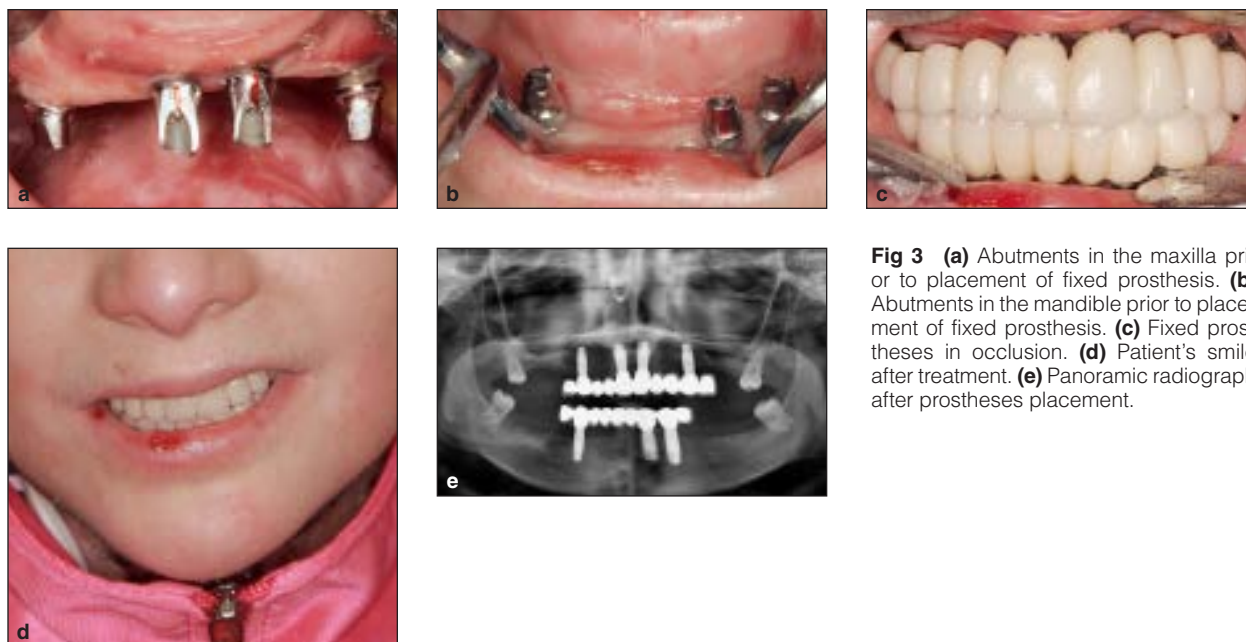 a
b
c
d
e
Fig 3 (a) Abutments in the maxilla pri
or to placement of fixed prosthesis. (b
Abutments in the mandible prior to place
ment of fixed prosthesis. (c) Fixed pros
theses in occlusion. (d) Patient's smile
after treatment. (e) Panoramic radiograp
after prostheses placement.